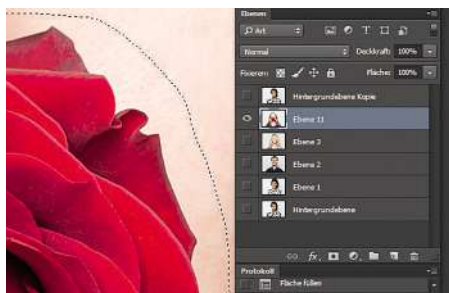 Ebenen
Art
Normal Deckkraft: 100%
Fixieren: Fläche: 100%
Hintergrundebene Kopie
Ebene 11
Ebene 3
Ebene 2
Ebene 1
Hintergrundebene
fx
Protokoll
Fläche füllen